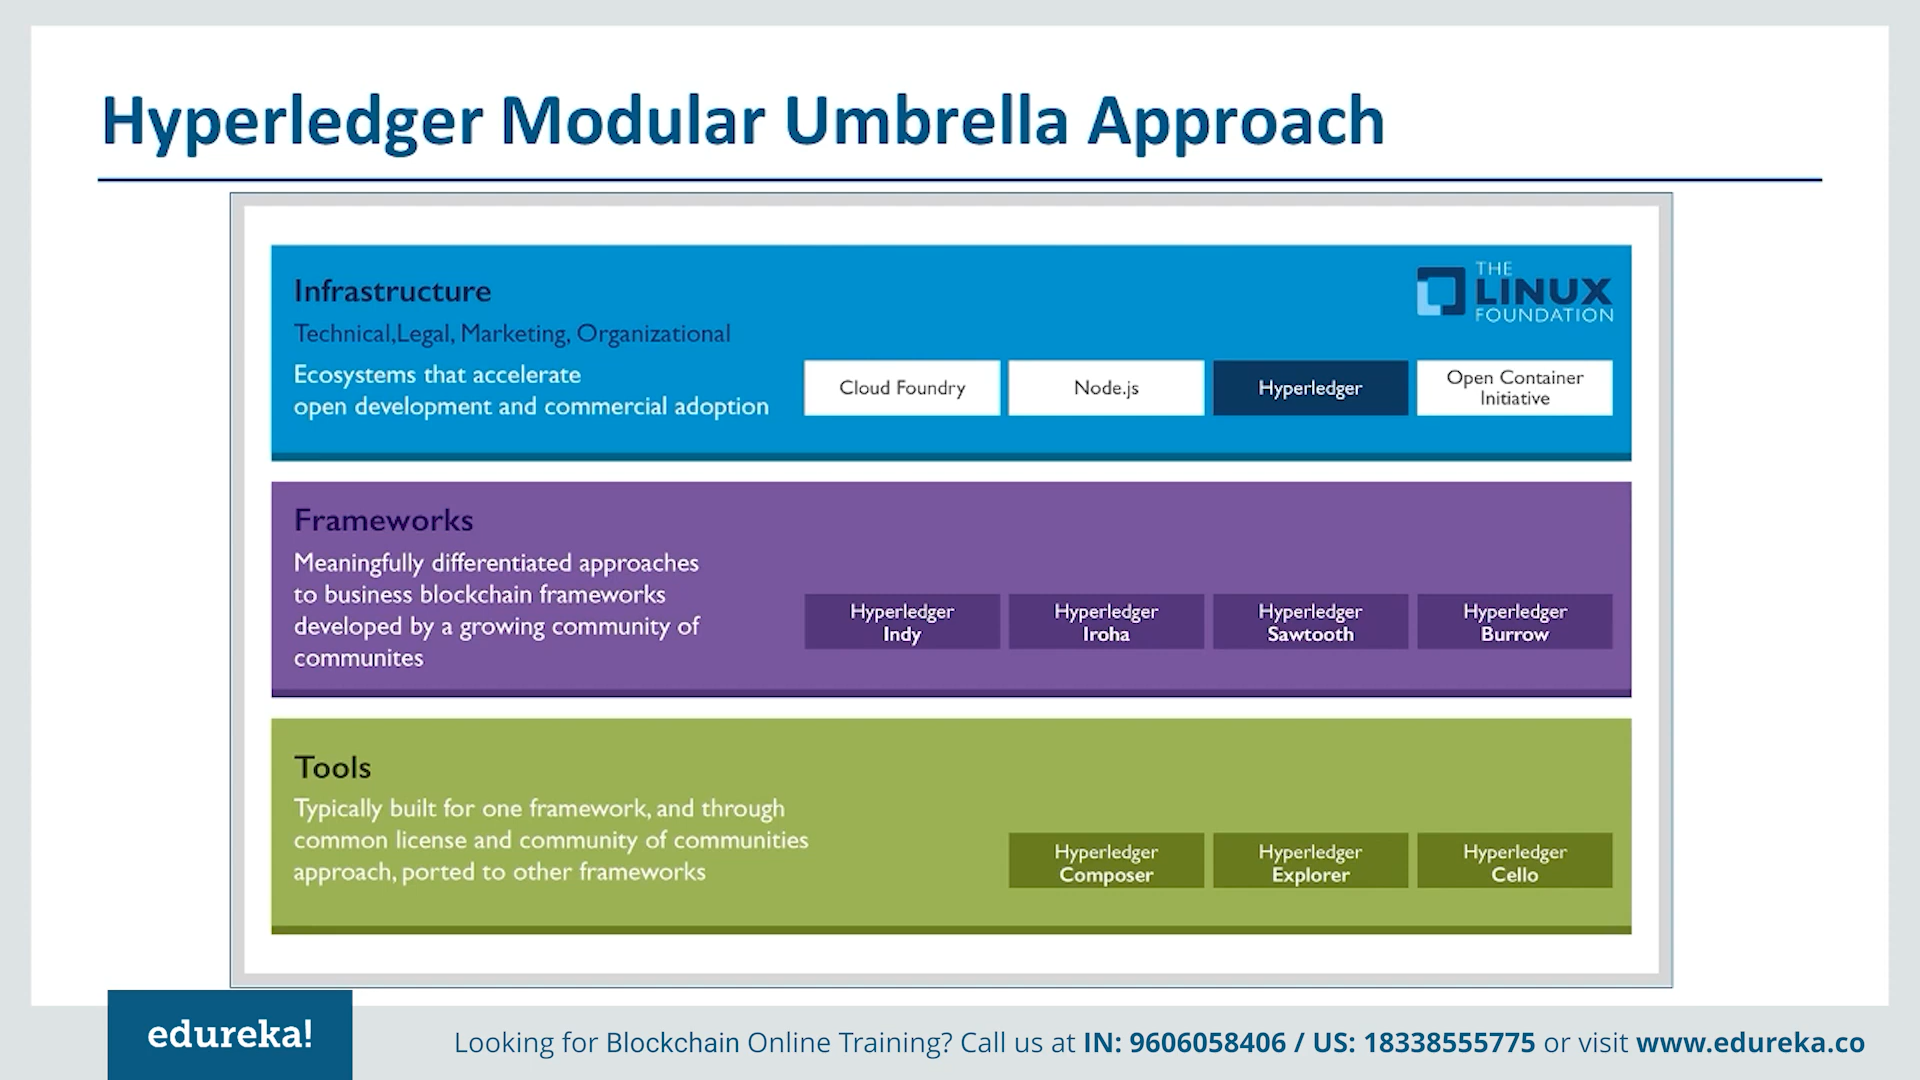 Hyperledger Modular Umbrella Approach
Infrastructure
Technical,Legal, Marketing, Organizational
Ecosystems that accelerate
open development and commercial adoption
THE
LINUX
FOUNDATION
Cloud Foundry
Node.js
Hyperledger
Open Container
Initiative
Frameworks
Meaningfully differentiated approaches
to business blockchain frameworks
developed by a growing community of
communites
Hyperledger
Indy
Hyperledger
Iroha
Hyperledger
Sawtooth
Hyperledger
Burrow
Tools
Typically built for one framework, and through
common license and community of communities
approach, ported to other frameworks
Hyperledger
Composer
Hyperledger
Explorer
Hyperledger
Cello
edureka!
Looking for Blockchain Online Training? Call us at IN: 9606058406 / US: 18338555775 or visit www.edureka.co